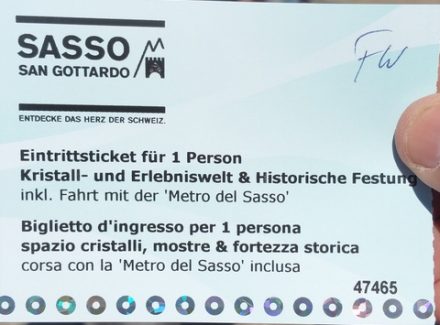 SASSO
SAN GOTTARDO
FW
ENTDECKE DAS HERZ DER SCHWEIZ.
Eintrittsticket für 1 Person
Kristall- und Erlebniswelt & Historische Festung
inkl. Fahrt mit der 'Metro del Sasso'
Biglietto d'ingresso per 1 persona
spazio cristalli, mostre & fortezza storica
corsa con la 'Metro del Sasso' inclusa
47465